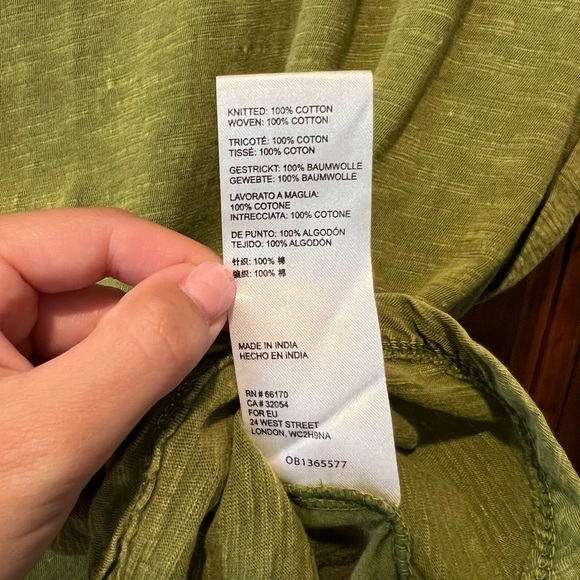 KNITTED: 100% COTTON
WOVEN: 100% COTTON
TRICOTÉ: 100% COTON
TISSÉ: 100% COTON
GESTRICKT: 100% BAUMWOLLE
GEWEBTE: 100% BAUMWOLLE
LAVORATO A MAGLIA:
100% COTONE
INTRECCIATA: 100% COTONE
DE PUNTO: 100% ALGODÓN
TEJIDO: 100% ALGODÓN
针织: 100% 棉
编织: 100% 棉
MADE IN INDIA
HECHO EN INDIA
RN # 66170
CA # 32054
FOR EU
24 WEST STREET
LONDON, WC2H9NA
OB1365577